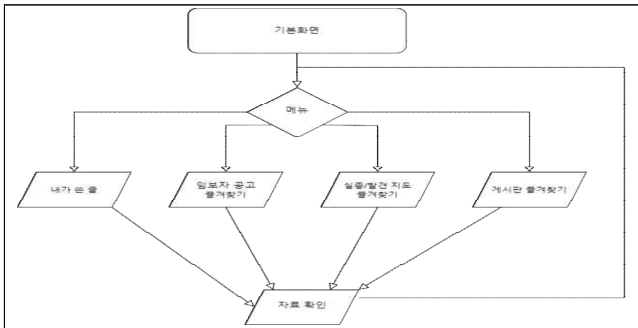 기본화면
메뉴
내가 쓴 글
임보자 공고
즐겨찾기
실종/발견 지도
즐겨찾기
게시판 즐겨찾기
자료 확인